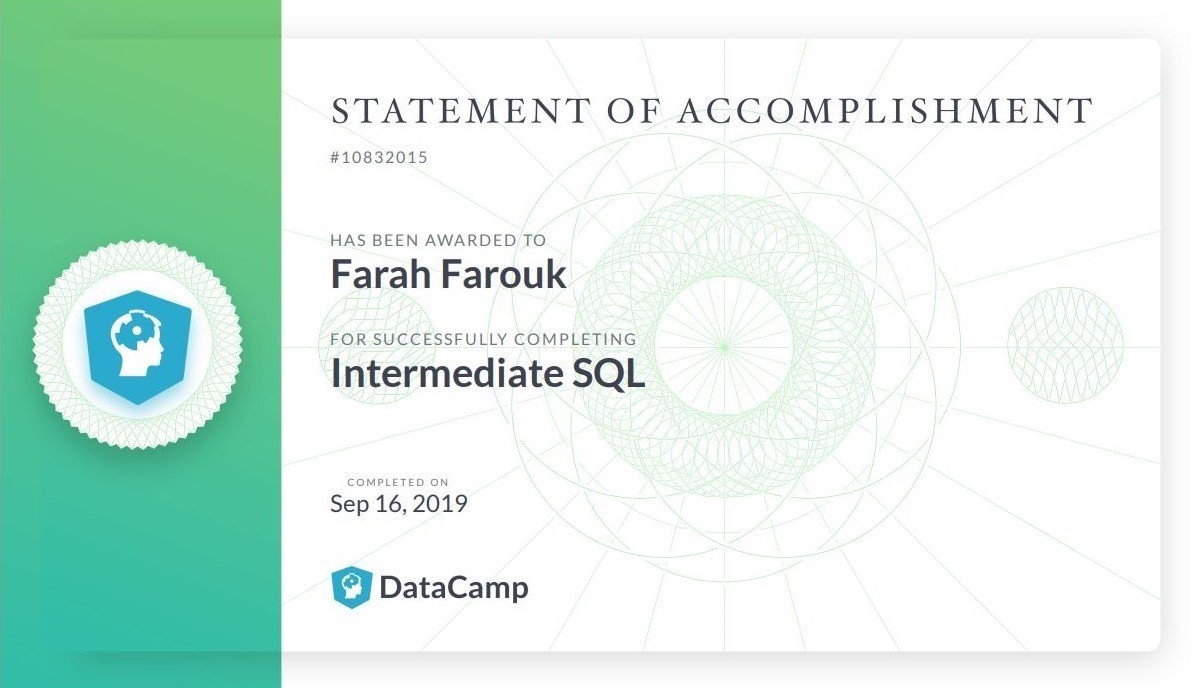 STATEMENT OF ACCOMPLISHMENT
#10832015
HAS BEEN AWARDED TO
Farah Farouk
FOR SUCCESSFULLY COMPLETING
Intermediate SQL
COMPLETED ON
Sep 16, 2019
DataCamp